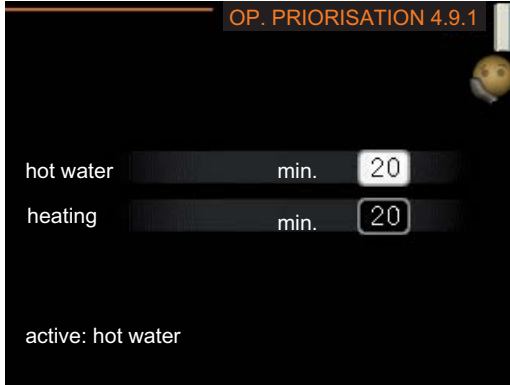 OP. PRIORISATION 4.9.1
hot water min. 20
heating min. 20
active: hot water